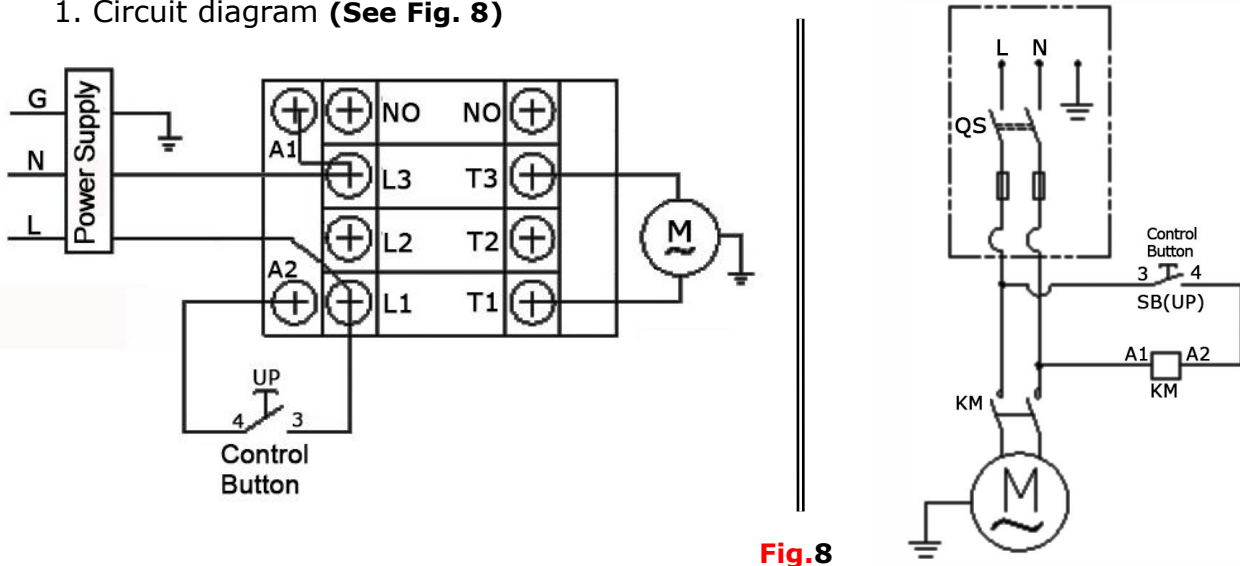 1. Circuit diagram (See Fig. 8)
G
N
L
Power Supply
A1
NO NO
L3 T3
L2 T2
A2
L1 T1
M
UP
4 3
Control
Button
Fig.8
L N
QS
Control
Button
3 4
SB(UP)
A1 A2
KM
KM
M